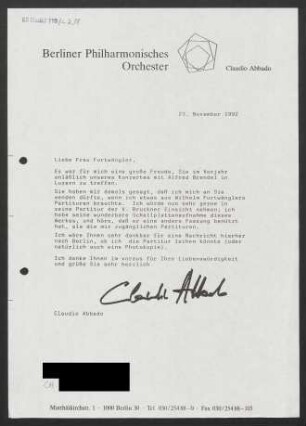 Berliner Philharmonisches
Orchester
Claudio Abbado
22. November 1992
Liebe Frau Furtwängler,
Es war für mich eine große Freude, Sie im Vorjahr
anläßlich unseres Konzertes mit Alfred Brendel in
Luzern zu treffen.
Sie haben mir damals gesagt, daß ich mich an Sie
wenden dürfte, wenn ich etwas aus Wilhelm Furtwänglers
Partituren brauchte. Ich würde nun sehr gerne in
seine Partitur der 5. Bruckner Einsicht nehmen, ich
habe seine wunderbare Schallplattenaufnahme dieses
Werkes, und höre, daß er eine andere Fassung benützt
hat, als die mir zugänglichen Partituren.
Ich wäre Ihnen sehr dankbar für eine Nachricht hierher
nach Berlin, ob ich die Partitur leihen könnte (oder
natürlich auch eine Photokopie).
Ich danke Ihnen im voraus für Ihre Liebenswürdigkeit
und grüße Sie sehr herzlich
Claudio Abbado
Claudio Abbado
Matthäikirchstr. 1 · 1000 Berlin 30 · Tel 030/25488-0 · Fax 030/25488-